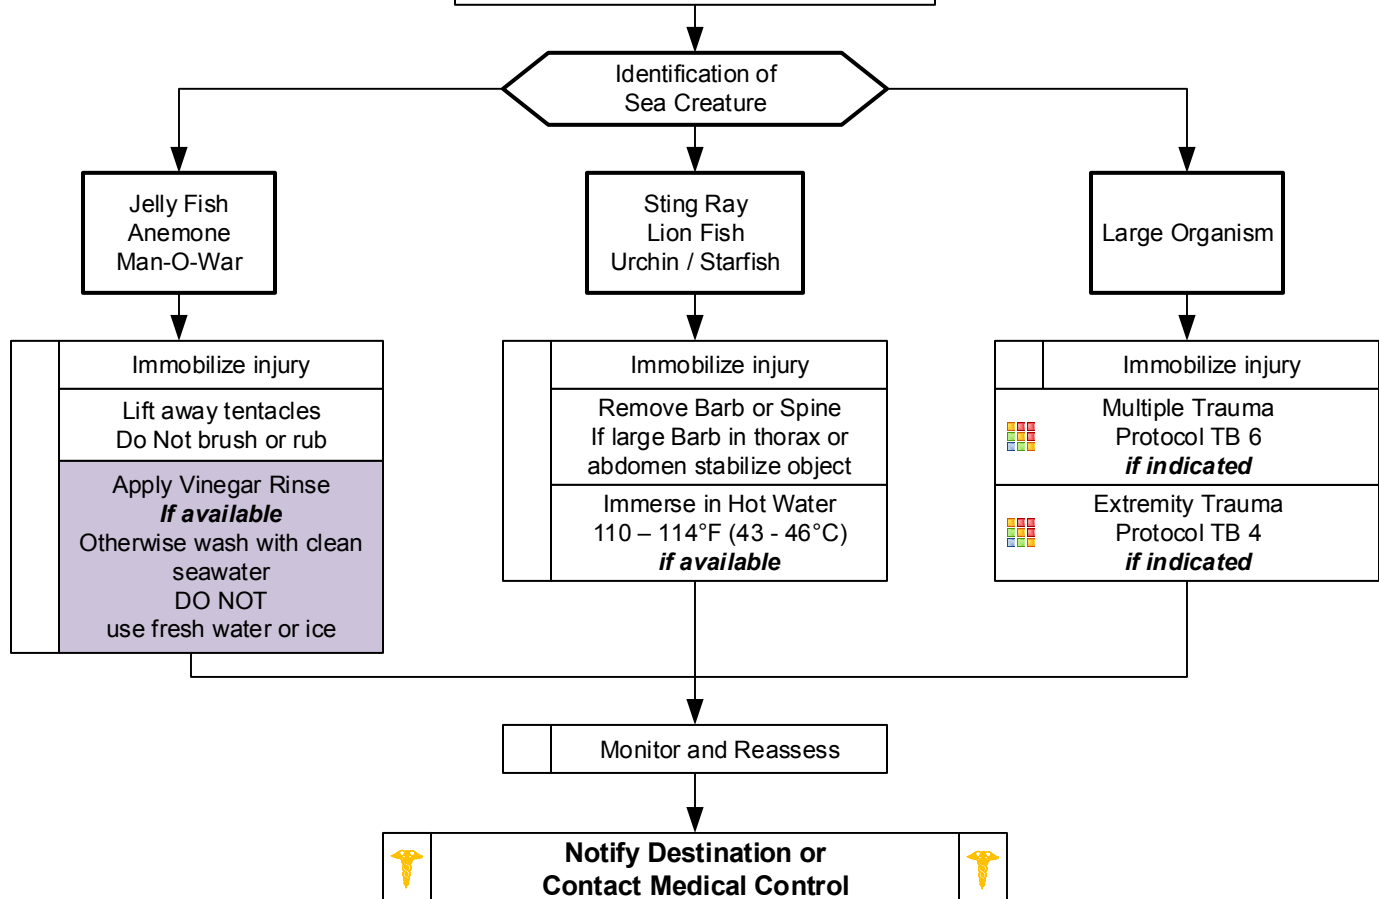 Identification of
Sea Creature
Jelly Fish
Anemone
Man-O-War
Sting Ray
Lion Fish
Urchin / Starfish
Large Organism
Immobilize injury
Lift away tentacles
Do Not brush or rub
Apply Vinegar Rinse
If available
Otherwise wash with clean
seawater
DO NOT
use fresh water or ice
Immobilize injury
Remove Barb or Spine
If large Barb in thorax or
abdomen stabilize object
Immerse in Hot Water
110 – 114°F (43 - 46°C)
if available
Immobilize injury
Multiple Trauma
Protocol TB 6
if indicated
Extremity Trauma
Protocol TB 4
if indicated
Monitor and Reassess
Notify Destination or
Contact Medical Control